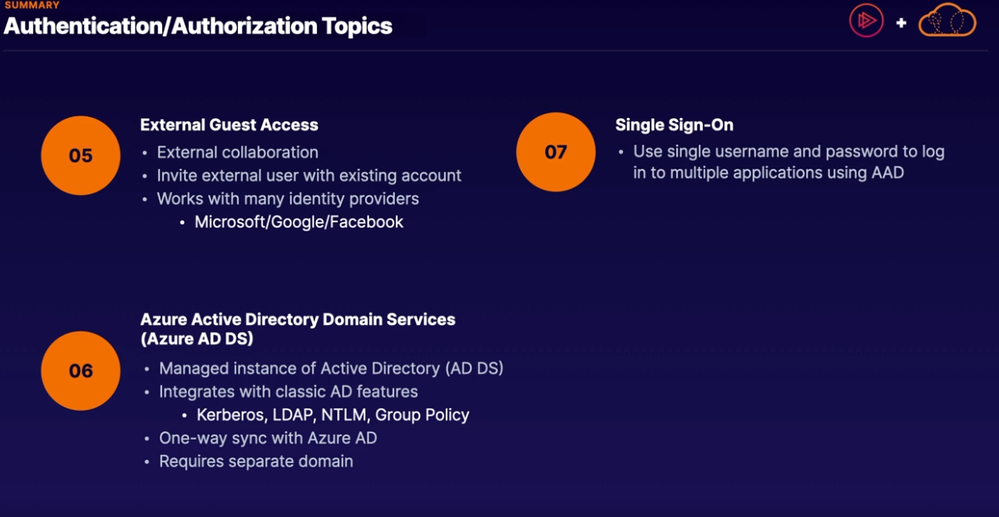 SUMMARY
Authentication/Authorization Topics
+
05
External Guest Access
• External collaboration
• Invite external user with existing account
• Works with many identity providers
• Microsoft/Google/Facebook
06
Azure Active Directory Domain Services
(Azure AD DS)
• Managed instance of Active Directory (AD DS)
• Integrates with classic AD features
• Kerberos, LDAP, NTLM, Group Policy
• One-way sync with Azure AD
• Requires separate domain
07
Single Sign-On
• Use single username and password to log
in to multiple applications using AAD